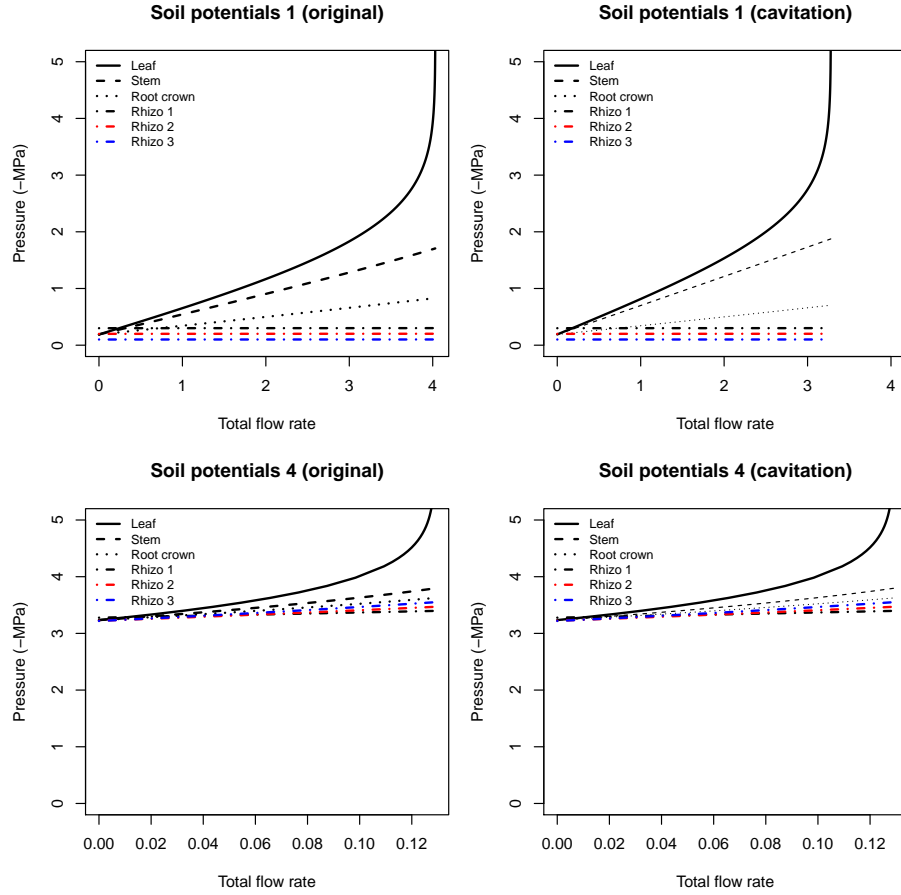 Soil potentials 1 (original)
Pressure (−MPa)
5
4
3
2
1
0
Leaf
Stem
Root crown
Rhizo 1
Rhizo 2
Rhizo 3
0 1 2 3 4
Total flow rate
Soil potentials 1 (cavitation)
Pressure (−MPa)
5
4
3
2
1
0
Leaf
Stem
Root crown
Rhizo 1
Rhizo 2
Rhizo 3
0 1 2 3 4
Total flow rate
Soil potentials 4 (original)
Pressure (−MPa)
5
4
3
2
1
0
Leaf
Stem
Root crown
Rhizo 1
Rhizo 2
Rhizo 3
0.00 0.02 0.04 0.06 0.08 0.10 0.12
Total flow rate
Soil potentials 4 (cavitation)
Pressure (−MPa)
5
4
3
2
1
0
Leaf
Stem
Root crown
Rhizo 1
Rhizo 2
Rhizo 3
0.00 0.02 0.04 0.06 0.08 0.10 0.12
Total flow rate